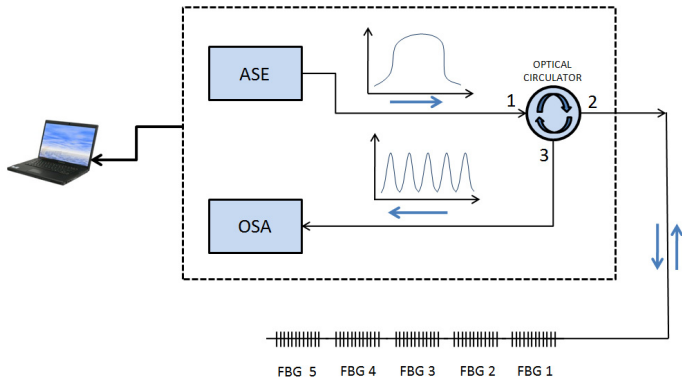 ASE
OPTICAL
CIRCULATOR
1
2
3
OSA
FBG 5
FBG 4
FBG 3
FBG 2
FBG 1